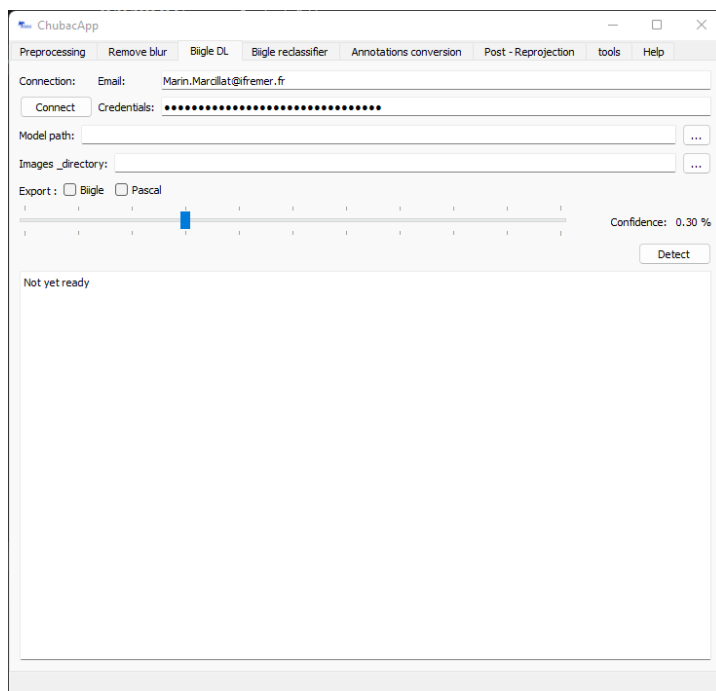 ChubacApp
Preprocessing Remove blur Biigle DL Biigle reclassifier Annotations conversion Post - Reprojection tools Help
Connection: Email: Marin.Marcillat@ifremer.fr
Connect Credentials: ●●●●●●●●●●●●●●●●●●●●●●●●●●●●●●●●
Model path: ...
Images _directory: ...
Export : Biigle Pascal
Confidence: 0.30 %
Detect
Not yet ready